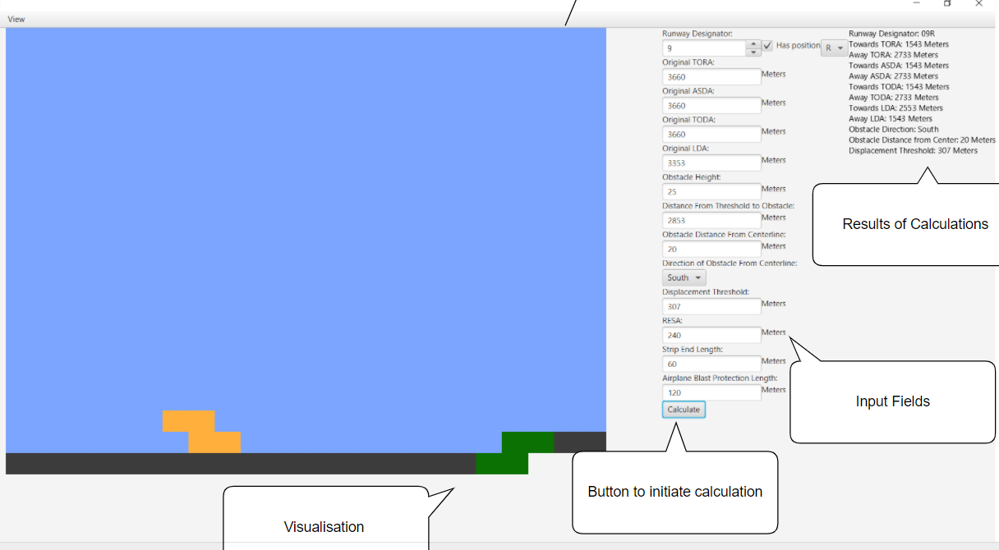 View
Runway Designator:
9
Has position
R
Original TORA:
3660
Meters
Original ASDA:
3660
Meters
Original TODA:
3660
Meters
Original LDA:
3353
Meters
Obstacle Height:
25
Meters
Distance From Threshold to Obstacle:
2853
Meters
Obstacle Distance From Centerline:
20
Meters
Direction of Obstacle From Centerline:
South
Displacement Threshold:
307
Meters
RESA:
240
Meters
Strip End Length:
60
Meters
Airplane Blast Protection Length:
120
Meters
Calculate
Runway Designator: 09R
Towards TORA: 1543 Meters
Away TORA: 2733 Meters
Towards ASDA: 1543 Meters
Away ASDA: 2733 Meters
Towards TODA: 1543 Meters
Away TODA: 2733 Meters
Towards LDA: 2553 Meters
Away LDA: 1543 Meters
Obstacle Direction: South
Obstacle Distance from Center: 20 Meters
Displacement Threshold: 307 Meters
Results of Calculations
Input Fields
Button to initiate calculation
Visualisation